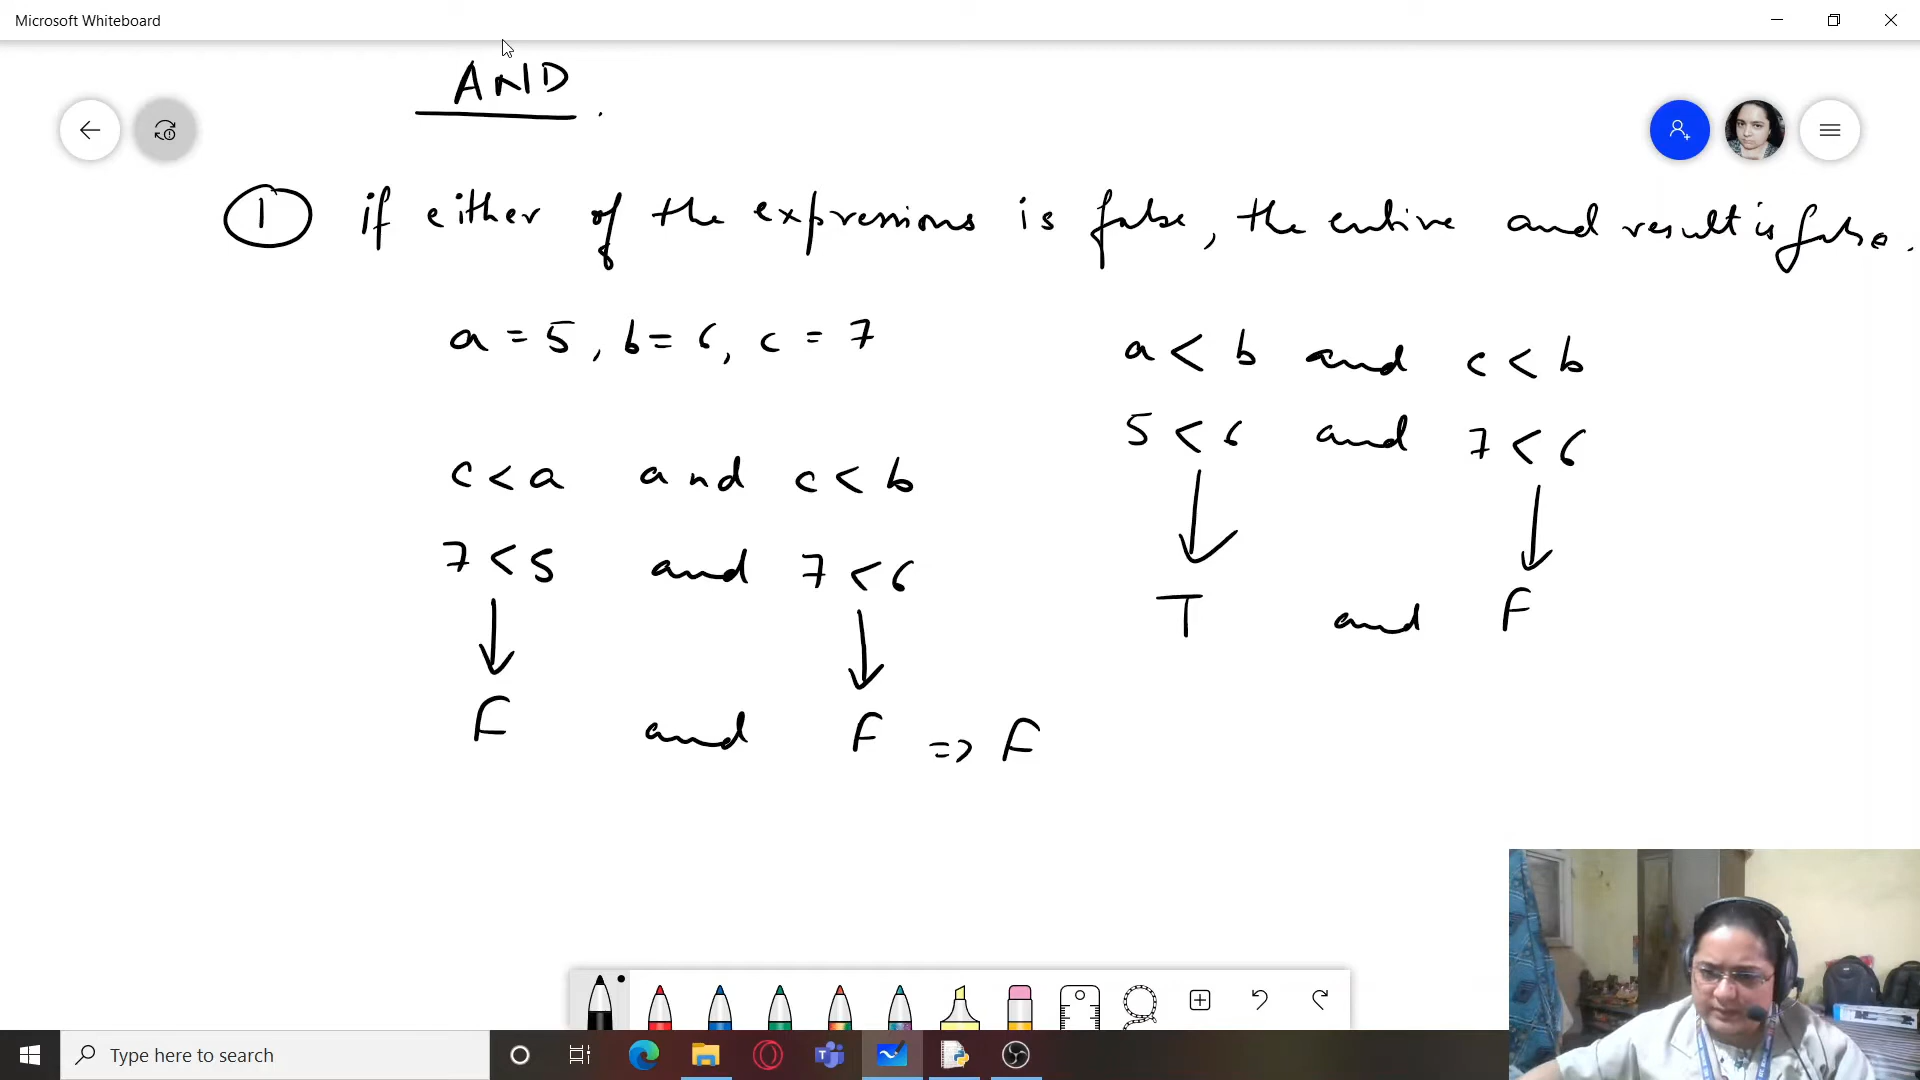 Microsoft Whiteboard
AND.
1 if either of the expressions is false, the entire and result is false.
a = 5, b = 6, c = 7
c < a and c < b
7 < 5 and 7 < 6
F and F => F
a < b and c < b
5 < 6 and 7 < 6
T and F
Type here to search